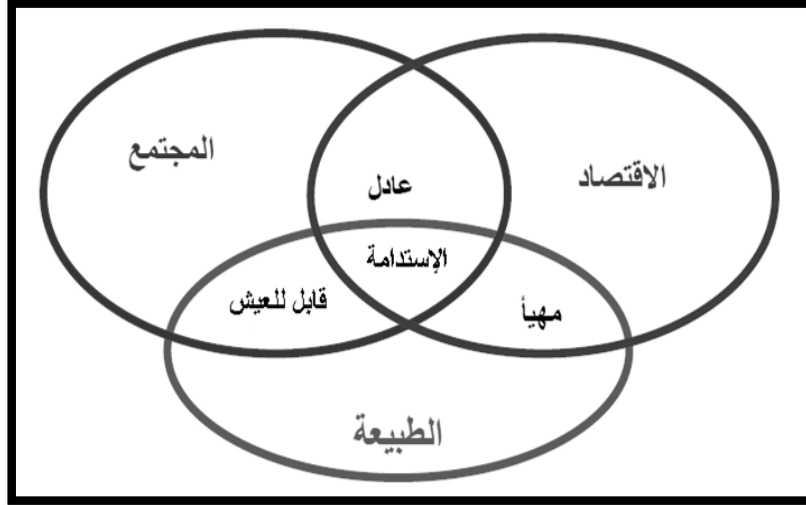 المجتمع
الاقتصاد
عادل
الإستدامة
قابل للعيش
مهيأ
الطبيعة